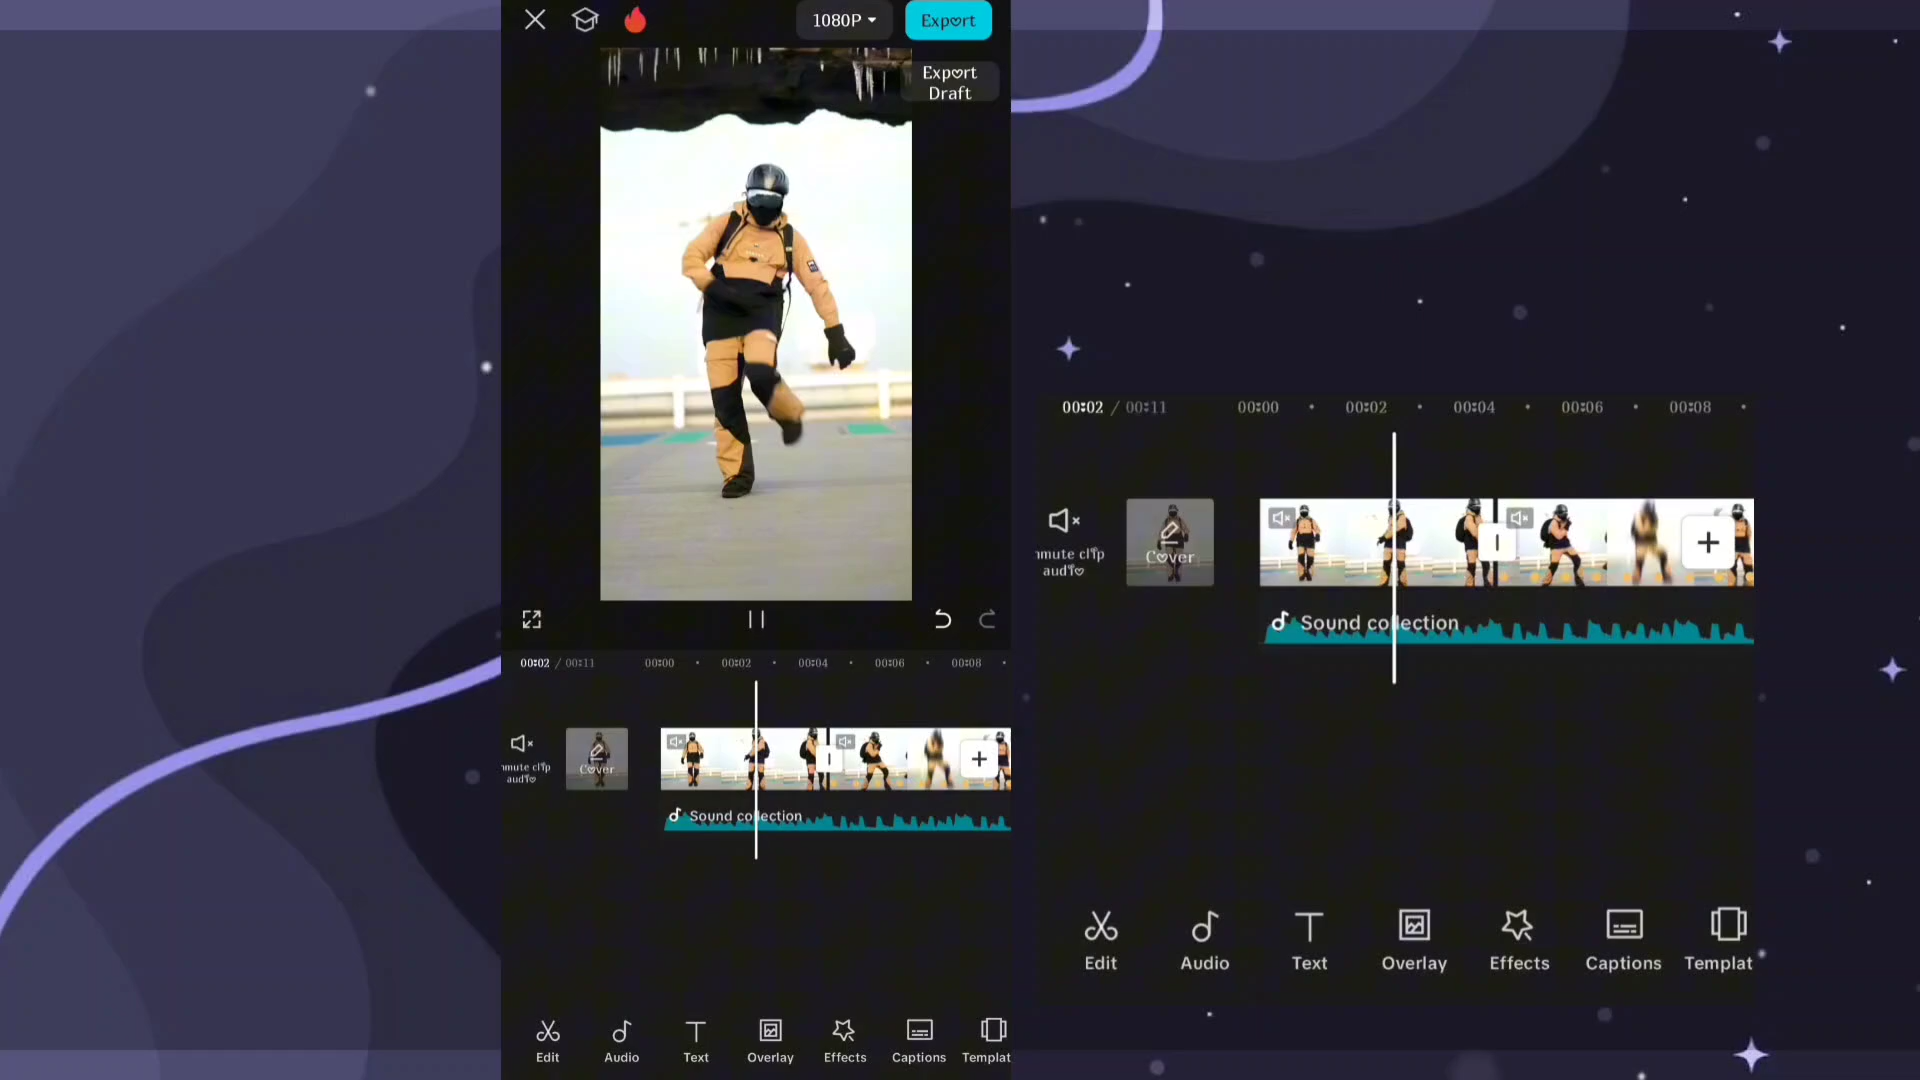 1080P
Export
Export
Draft
00:02 / 00:11
00:00
00:02
00:04
00:06
00:08
mute clip
audio
Cover
Sound collection
Edit
Audio
Text
Overlay
Effects
Captions
Templat
00:02 / 00:11
00:00
00:02
00:04
00:06
00:08
mute clip
audio
Cover
Sound collection
Edit
Audio
Text
Overlay
Effects
Captions
Templat